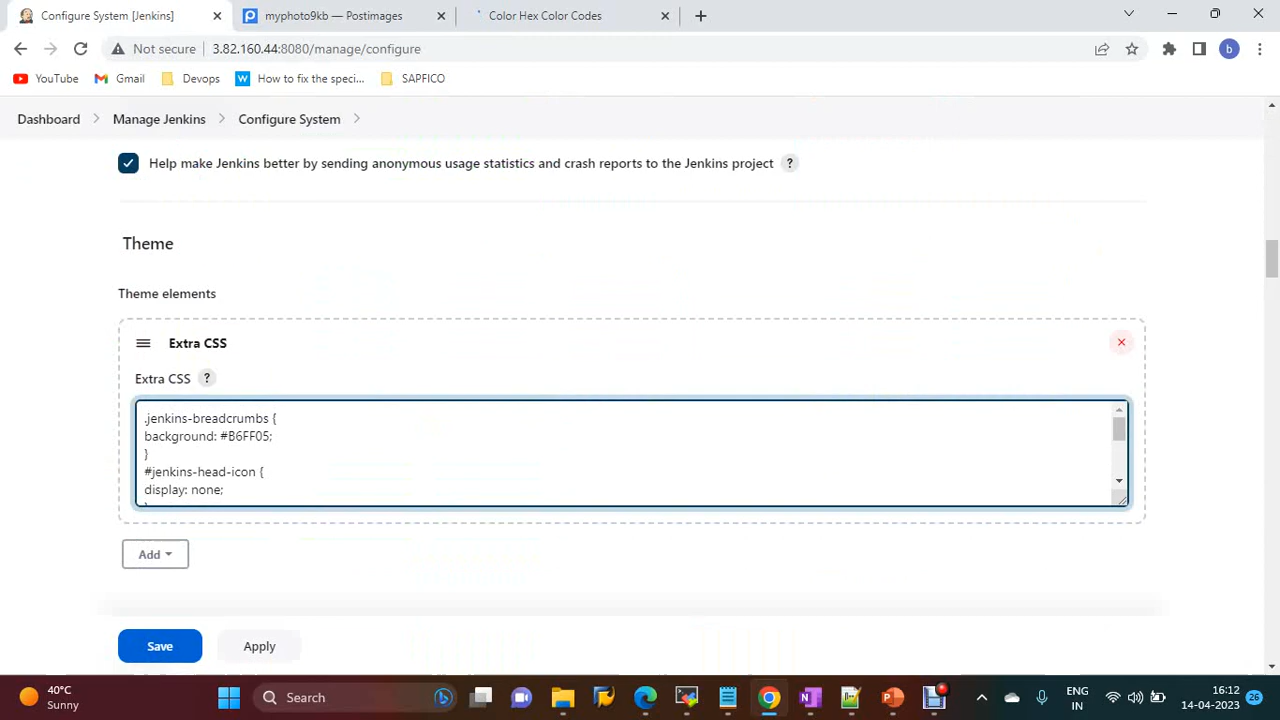 Configure System [Jenkins]
myphoto9kb — Postimages
Color Hex Color Codes
Not secure
3.82.160.44:8080/manage/configure
b
YouTube
Gmail
Devops
W
How to fix the speci...
SAPFICO
Dashboard
Manage Jenkins
Configure System
Help make Jenkins better by sending anonymous usage statistics and crash reports to the Jenkins project
?
Theme
Theme elements
Extra CSS
Extra CSS
?
.jenkins-breadcrumbs {
background: #B6FF05;
}
#jenkins-head-icon {
display: none;
Add
Save
Apply
40°C
Sunny
Search
ENG
IN
16:12
14-04-2023
26